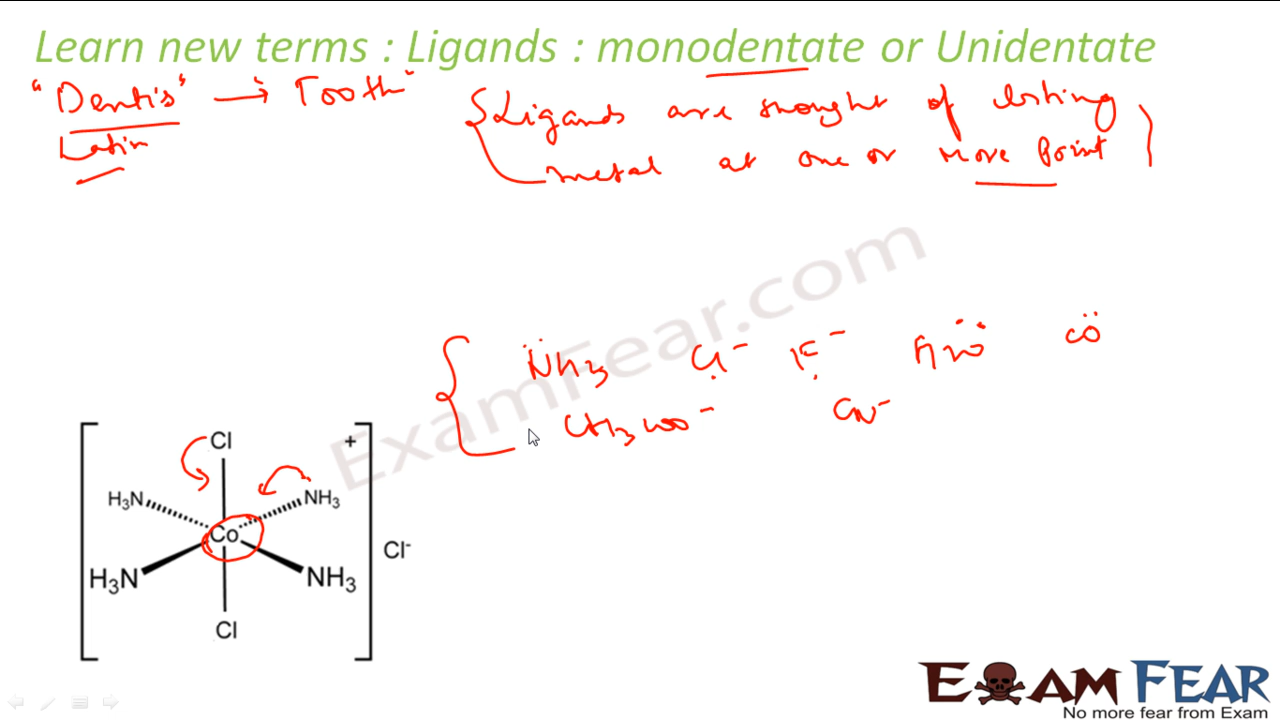 Learn new terms : Ligands : monodentate or Unidentate
"Dentis" → Tooth"
Latin
Ligands are thought of biting
metal at one or more Point
ExamFear.com
NH3 Cl⁻ F⁻ H2O CO
CH3COO⁻ CN⁻
Cl +
H₃N NH₃
Co
Cl⁻
H₃N NH₃
Cl
EXAM FEAR
No more fear from Exam